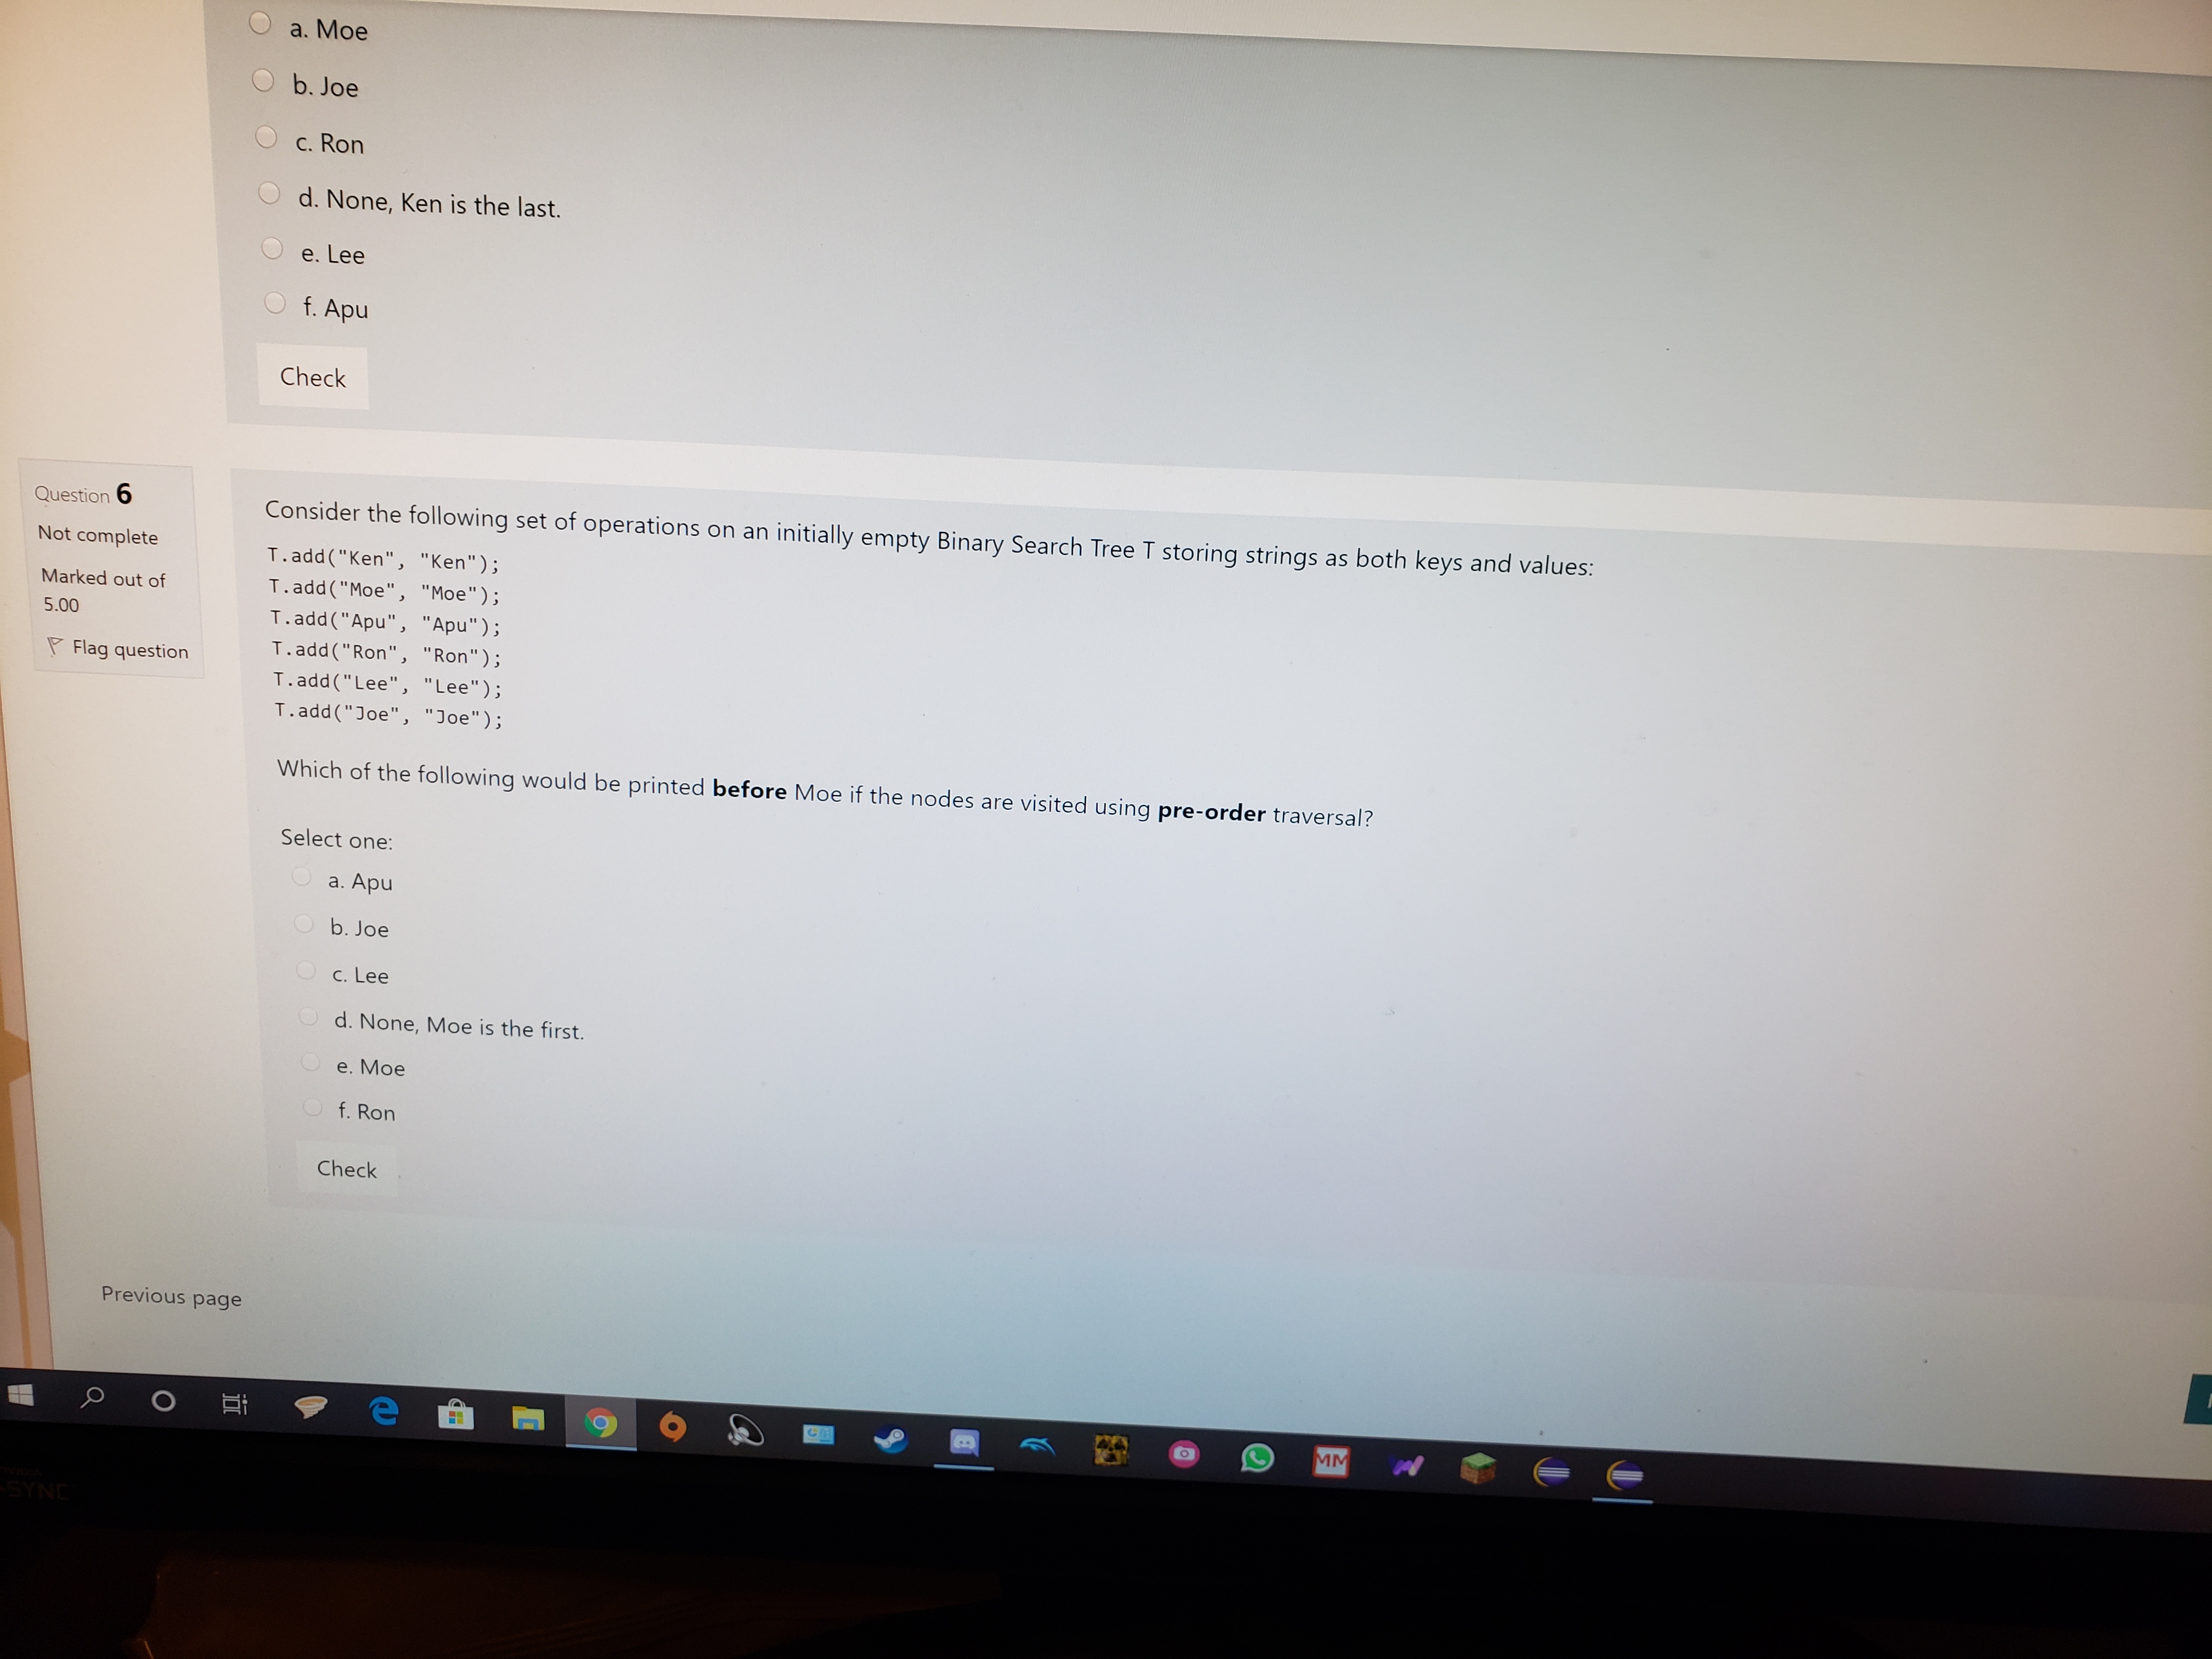 a. Moe
b. Joe
c. Ron
d. None, Ken is the last.
e. Lee
f. Apu
Check
Question 6
Not complete
Marked out of
5.00
Flag question
Consider the following set of operations on an initially empty Binary Search Tree T storing strings as both keys and values:
T.add("Ken", "Ken");
T.add("Moe", "Moe");
T.add("Apu", "Apu");
T.add("Ron", "Ron");
T.add("Lee", "Lee");
T.add("Joe", "Joe");
Which of the following would be printed before Moe if the nodes are visited using pre-order traversal?
Select one:
a. Apu
b. Joe
c. Lee
d. None, Moe is the first.
e. Moe
f. Ron
Check
Previous page
MM
-SYNC